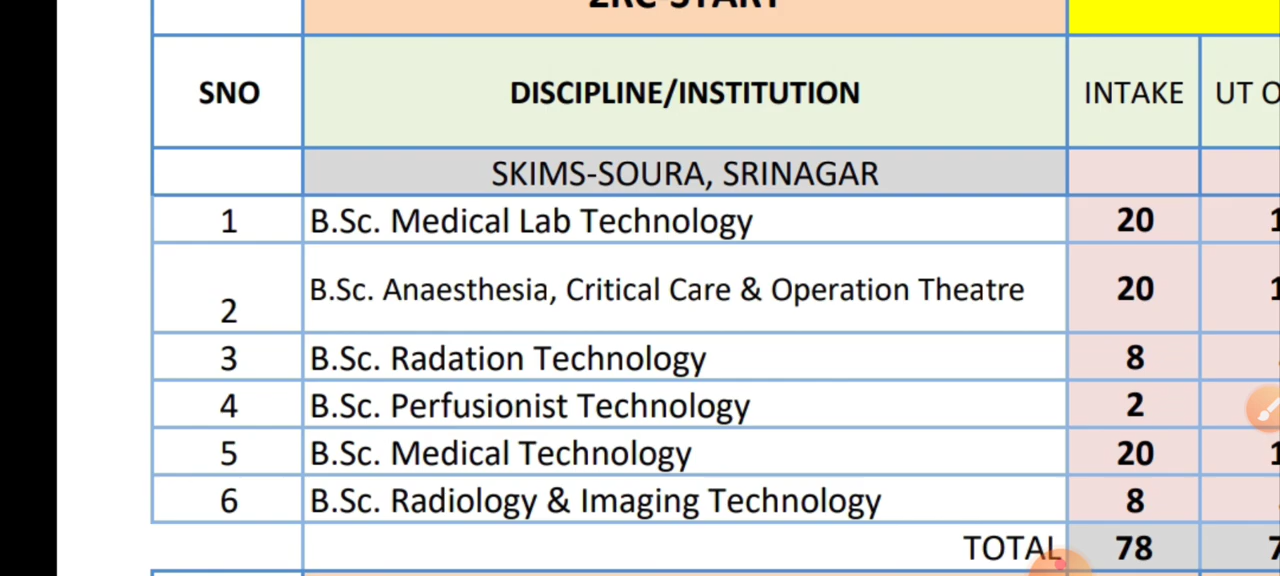 SNO DISCIPLINE/INSTITUTION INTAKE UT
SKIMS-SOURA, SRINAGAR
1 B.Sc. Medical Lab Technology 20
2 B.Sc. Anaesthesia, Critical Care & Operation Theatre 20
3 B.Sc. Radation Technology 8
4 B.Sc. Perfusionist Technology 2
5 B.Sc. Medical Technology 20
6 B.Sc. Radiology & Imaging Technology 8
TOTAL 78